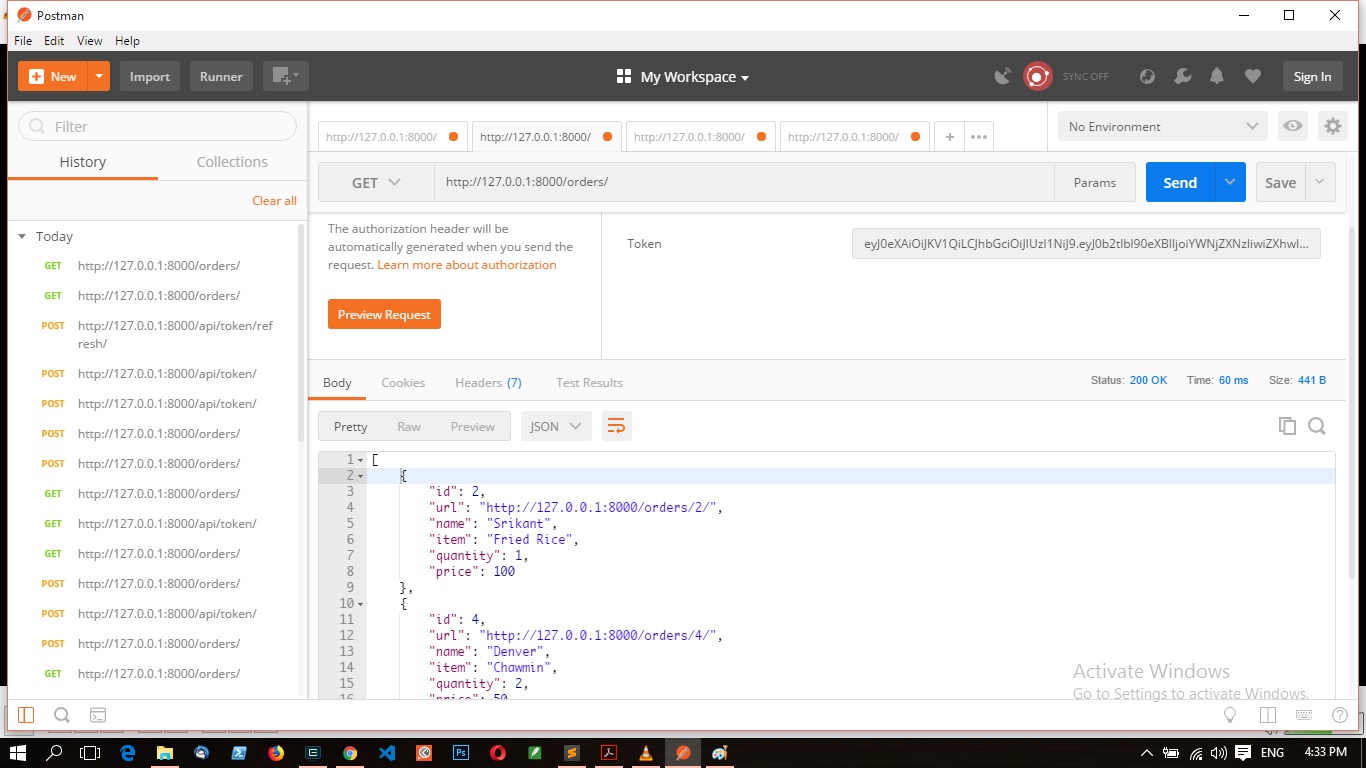 Postman
File Edit View Help
New Import Runner My Workspace SYNC OFF Sign In
Filter
History Collections
Clear all
Today
GET http://127.0.0.1:8000/orders/
GET http://127.0.0.1:8000/orders/
POST http://127.0.0.1:8000/api/token/ref
resh/
POST http://127.0.0.1:8000/api/token/
POST http://127.0.0.1:8000/api/token/
POST http://127.0.0.1:8000/orders/
POST http://127.0.0.1:8000/orders/
GET http://127.0.0.1:8000/orders/
GET http://127.0.0.1:8000/api/token/
GET http://127.0.0.1:8000/orders/
POST http://127.0.0.1:8000/orders/
POST http://127.0.0.1:8000/api/token/
POST http://127.0.0.1:8000/orders/
GET http://127.0.0.1:8000/orders/
http://127.0.0.1:8000/ http://127.0.0.1:8000/ http://127.0.0.1:8000/ http://127.0.0.1:8000/ + •••
No Environment
GET http://127.0.0.1:8000/orders/ Params Send Save
The authorization header will be
automatically generated when you send the
request. Learn more about authorization
Preview Request
Token
Body Cookies Headers (7) Test Results
Status: 200 OK Time: 60 ms Size: 441 B
Pretty Raw Preview JSON
1 [
2 {
3 "id": 2,
4 "url": "http://127.0.0.1:8000/orders/2/",
5 "name": "Srikant",
6 "item": "Fried Rice",
7 "quantity": 1,
8 "price": 100
9 },
10 {
11 "id": 4,
12 "url": "http://127.0.0.1:8000/orders/4/",
13 "name": "Denver",
14 "item": "Chawmin",
15 "quantity": 2,
16 "price": 50
Activate Windows
Go to Settings to activate Windows.
ENG 4:33 PM